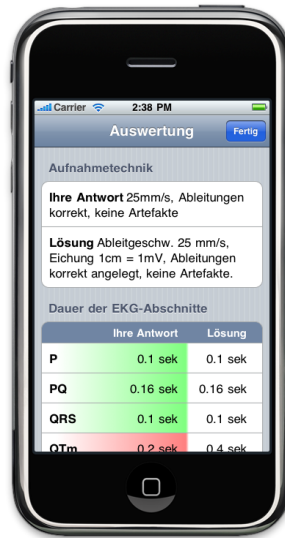 Carrier 2:38 PM
Auswertung Fertig
Aufnahmetechnik
Ihre Antwort 25mm/s, Ableitungen
korrekt, keine Artefakte
Lösung Ableitgeschw. 25 mm/s,
Eichung 1cm = 1mV, Ableitungen
korrekt angelegt, keine Artefakte.
Dauer der EKG-Abschnitte
Ihre Antwort Lösung
P 0.1 sek 0.1 sek
PQ 0.16 sek 0.16 sek
QRS 0.1 sek 0.1 sek
QTm 0.2 sek 0.4 sek